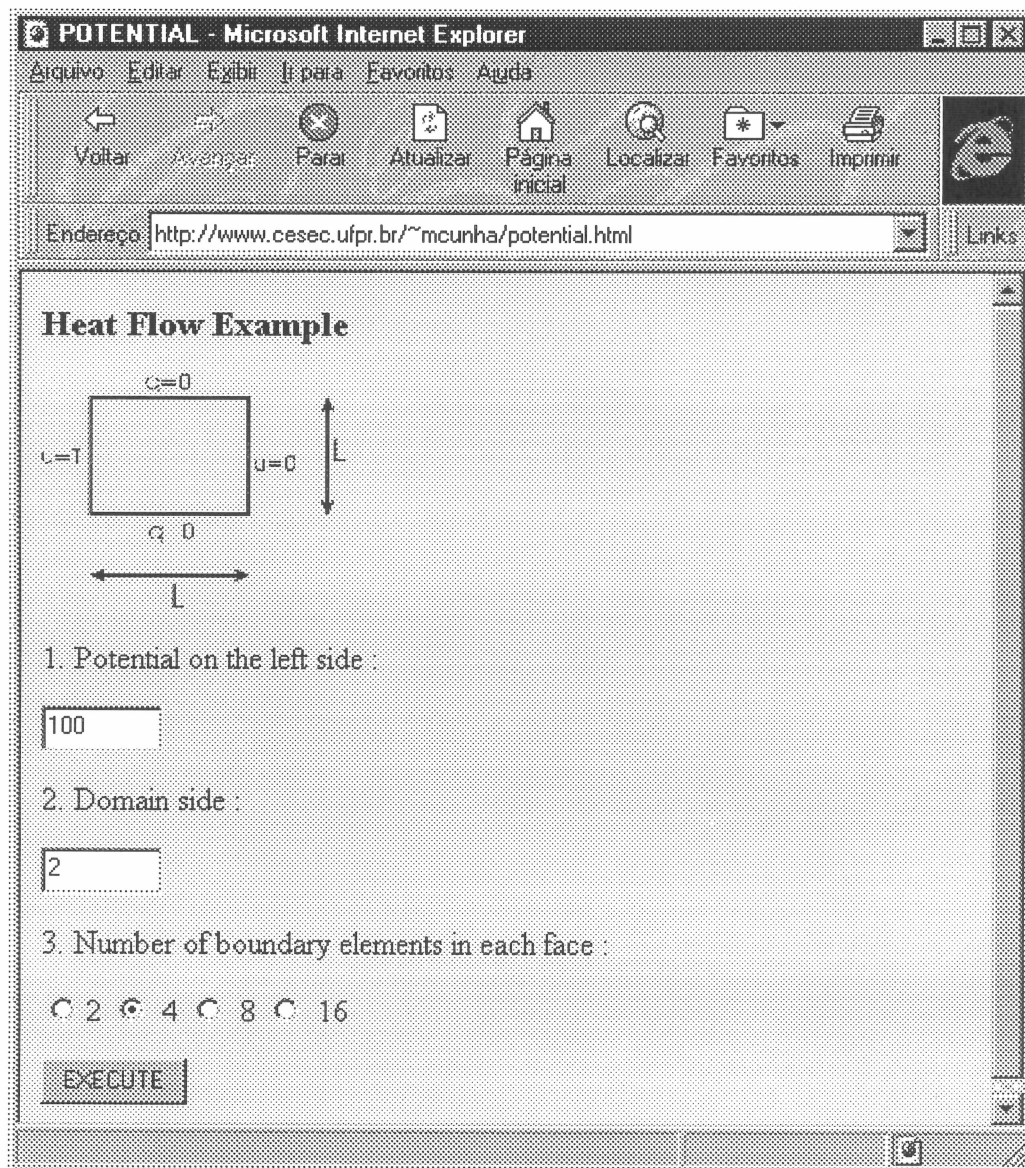 POTENTIAL - Microsoft Internet Explorer
Arquivo Editar Exibir Ir para Favoritos Ajuda
Voltar Avançar Parar Atualizar Página inicial Localizar Favoritos Imprimir
Endereço http://www.cesec.ufpr.br/~mcunha/potential.html Links
Heat Flow Example
Q=0
u=T
u=0
L
Q 0
L
1. Potential on the left side :
100
2. Domain side :
2
3. Number of boundary elements in each face :
2 4 8 16
EXECUTE